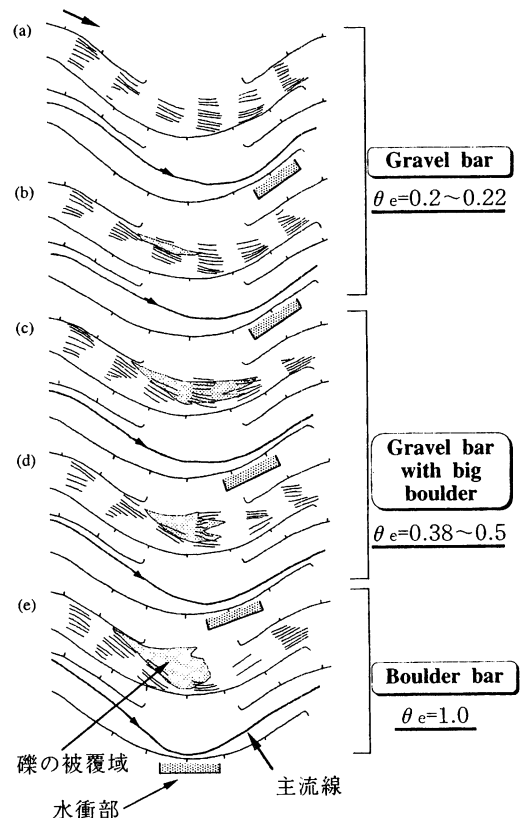 (a)
Gravel bar
θe=0.2～0.22
(b)
(c)
Gravel bar
with big
boulder
θe=0.38～0.5
(d)
(e)
Boulder bar
θe=1.0
礫の被覆域
主流線
水衝部